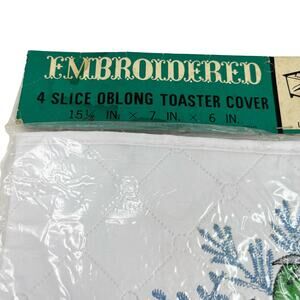 EMBROIDERED
4 SLICE OBLONG TOASTER COVER
15½ IN. × 7 IN. × 6 IN.